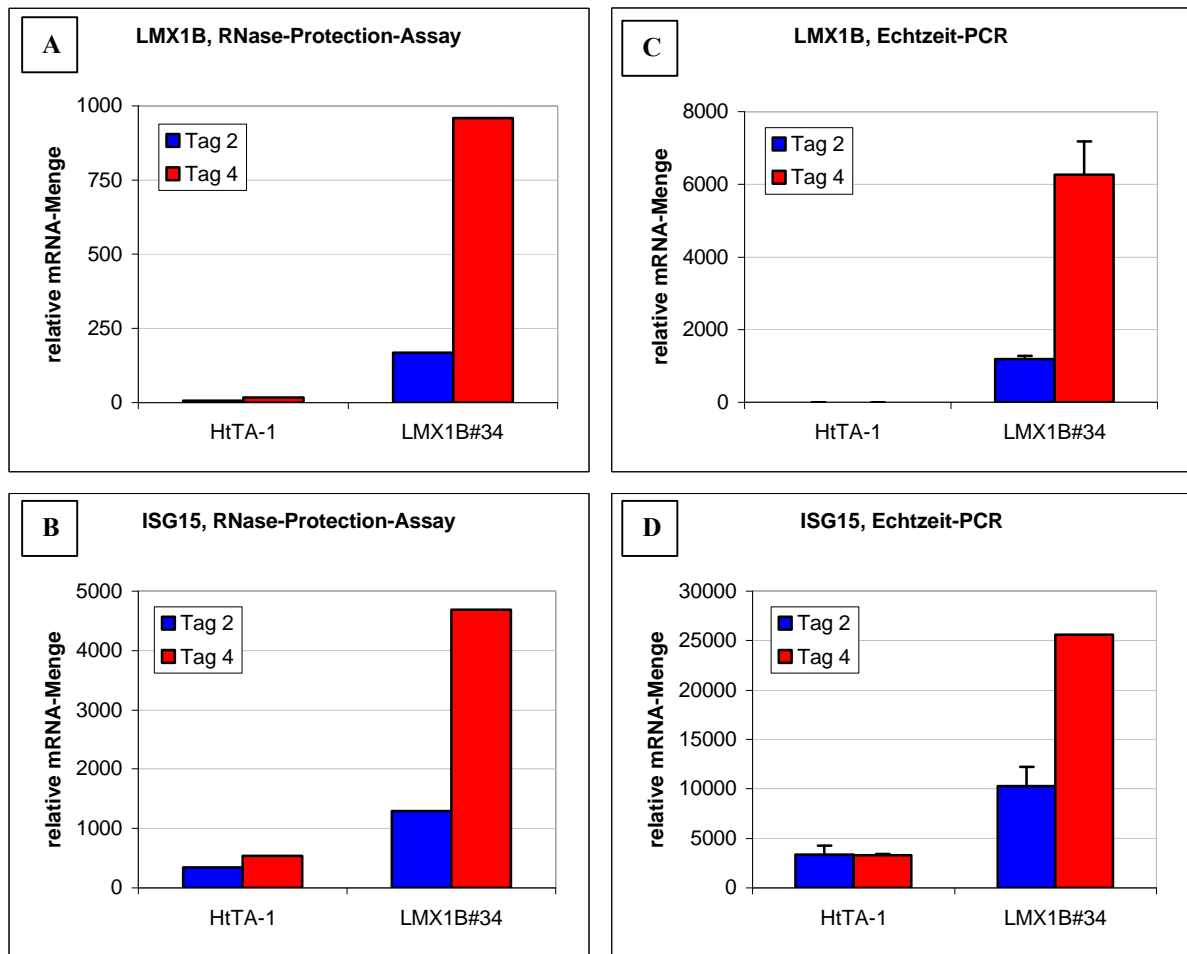 A
LMX1B, RNase-Protection-Assay
relative mRNA-Menge
1000
750
500
250
0
Tag 2
Tag 4
HtTA-1
LMX1B#34
C
LMX1B, Echtzeit-PCR
relative mRNA-Menge
8000
6000
4000
2000
0
Tag 2
Tag 4
HtTA-1
LMX1B#34
B
ISG15, RNase-Protection-Assay
relative mRNA-Menge
5000
4000
3000
2000
1000
0
Tag 2
Tag 4
HtTA-1
LMX1B#34
D
ISG15, Echtzeit-PCR
relative mRNA-Menge
30000
25000
20000
15000
10000
5000
0
Tag 2
Tag 4
HtTA-1
LMX1B#34